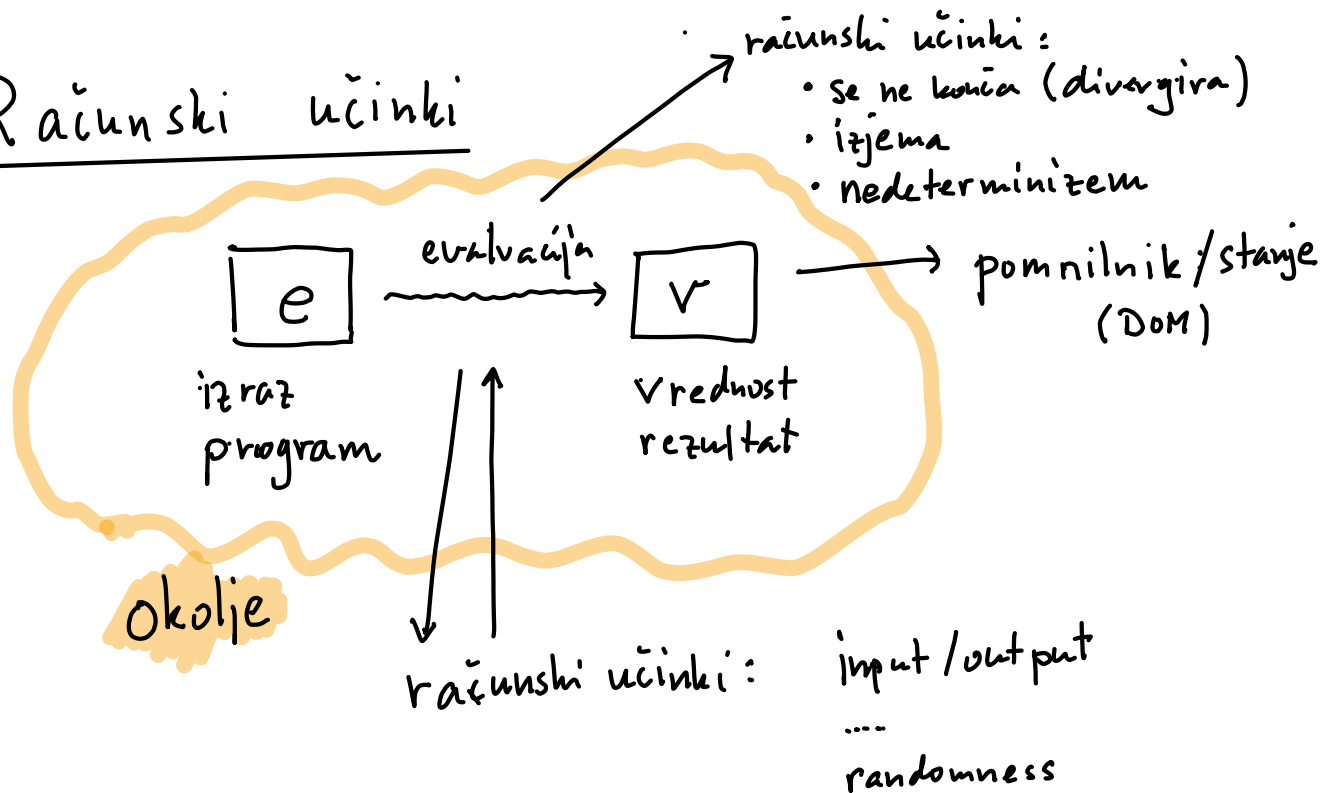 Računski učinki
računski učinki:
• se ne konča (divergira)
• izjema
• nedeterminizem
evalvacija
e
v
pomnilnik/stanje
(DOM)
izraz
program
vrednost
rezultat
okolje
računski učinki: input/output
....
randomness